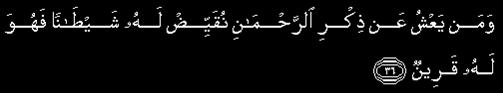 وَمَن يَعْشُ عَن ذِكْرِ ٱلرَّحْمَـٰنِ نُقَيِّضْ لَهُۥ شَيْطَـٰنًا فَهُوَ
لَهُۥ قَرِينٌ ٣٦